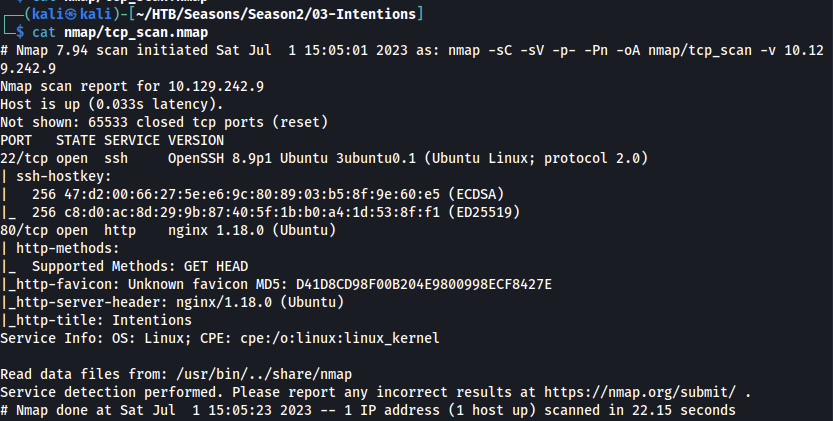 ┌──(kali㉿kali)-[~/HTB/Seasons/Season2/03-Intentions]
└─$ cat nmap/tcp_scan.nmap
# Nmap 7.94 scan initiated Sat Jul  1 15:05:01 2023 as: nmap -sC -sV -p- -Pn -oA nmap/tcp_scan -v 10.12
9.242.9
Nmap scan report for 10.129.242.9
Host is up (0.033s latency).
Not shown: 65533 closed tcp ports (reset)
PORT   STATE SERVICE VERSION
22/tcp open  ssh     OpenSSH 8.9p1 Ubuntu 3ubuntu0.1 (Ubuntu Linux; protocol 2.0)
| ssh-hostkey:
|   256 47:d2:00:66:27:5e:e6:9c:80:89:03:b5:8f:9e:60:e5 (ECDSA)
|_  256 c8:d0:ac:8d:29:9b:87:40:5f:1b:b0:a4:1d:53:8f:f1 (ED25519)
80/tcp open  http    nginx 1.18.0 (Ubuntu)
| http-methods:
|_  Supported Methods: GET HEAD
|_http-favicon: Unknown favicon MD5: D41D8CD98F00B204E9800998ECF8427E
|_http-server-header: nginx/1.18.0 (Ubuntu)
|_http-title: Intentions
Service Info: OS: Linux; CPE: cpe:/o:linux:linux_kernel

Read data files from: /usr/bin/../share/nmap
Service detection performed. Please report any incorrect results at https://nmap.org/submit/ .
# Nmap done at Sat Jul  1 15:05:23 2023 -- 1 IP address (1 host up) scanned in 22.15 seconds